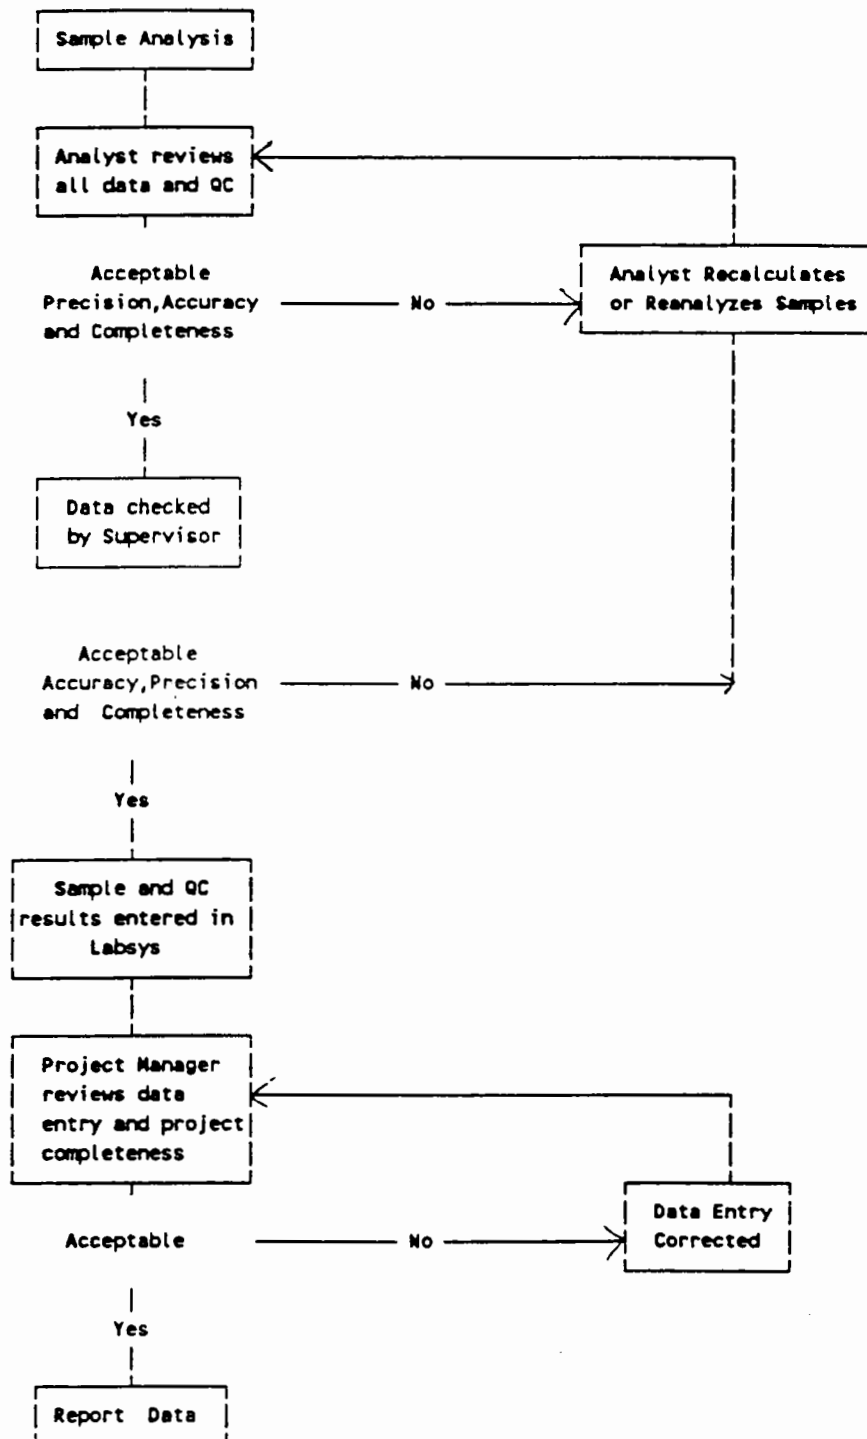 Sample Analysis
Analyst reviews
all data and QC
Acceptable
Precision,Accuracy
and Completeness
No
Analyst Recalculates
or Reanalyzes Samples
Yes
Data checked
by Supervisor
Acceptable
Accuracy,Precision
and Completeness
No
Yes
Sample and QC
results entered in
Labsys
Project Manager
reviews data
entry and project
completeness
Acceptable
No
Data Entry
Corrected
Yes
Report Data